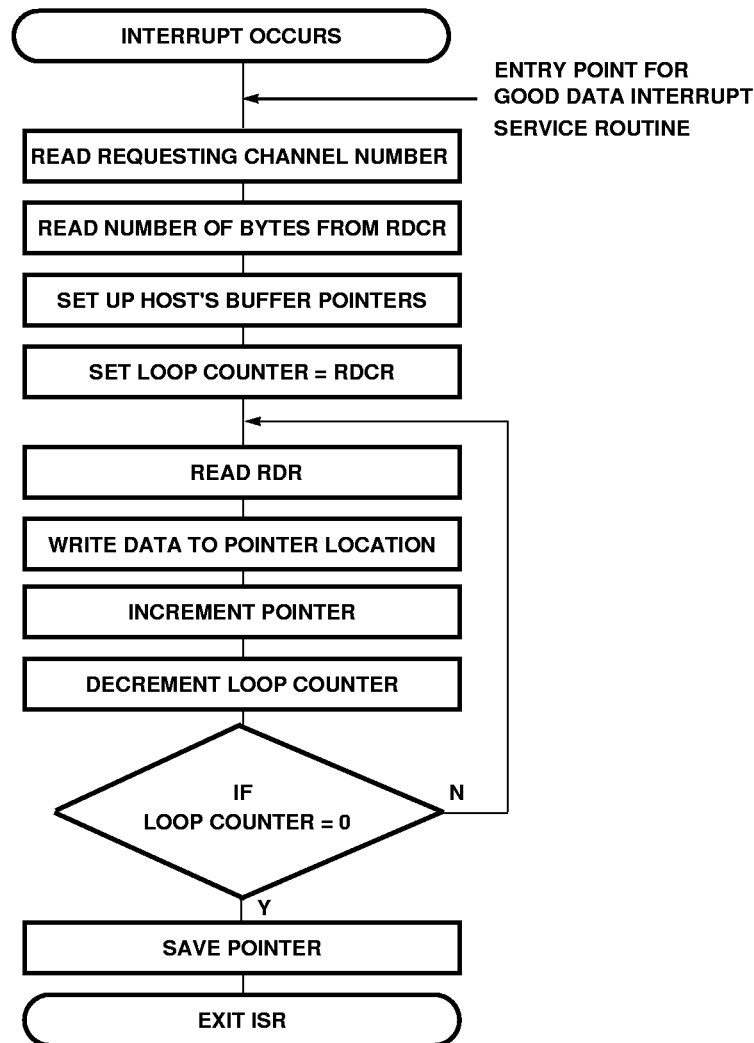 INTERRUPT OCCURS
ENTRY POINT FOR
GOOD DATA INTERRUPT
SERVICE ROUTINE
READ REQUESTING CHANNEL NUMBER
READ NUMBER OF BYTES FROM RDCR
SET UP HOST'S BUFFER POINTERS
SET LOOP COUNTER = RDCR
READ RDR
WRITE DATA TO POINTER LOCATION
INCREMENT POINTER
DECREMENT LOOP COUNTER
IF
N
LOOP COUNTER = 0
Y
SAVE POINTER
EXIT ISR